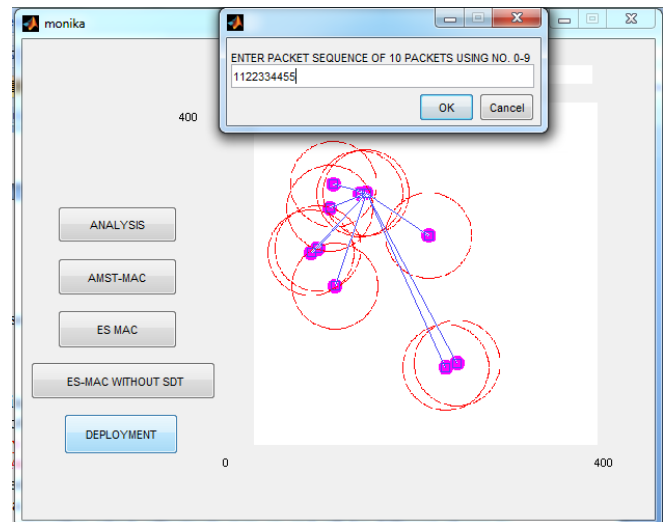 monika
ENTER PACKET SEQUENCE OF 10 PACKETS USING NO. 0-9
1122334455
OK
Cancel
400
ANALYSIS
AMST-MAC
ES MAC
ES-MAC WITHOUT SDT
DEPLOYMENT
0
400